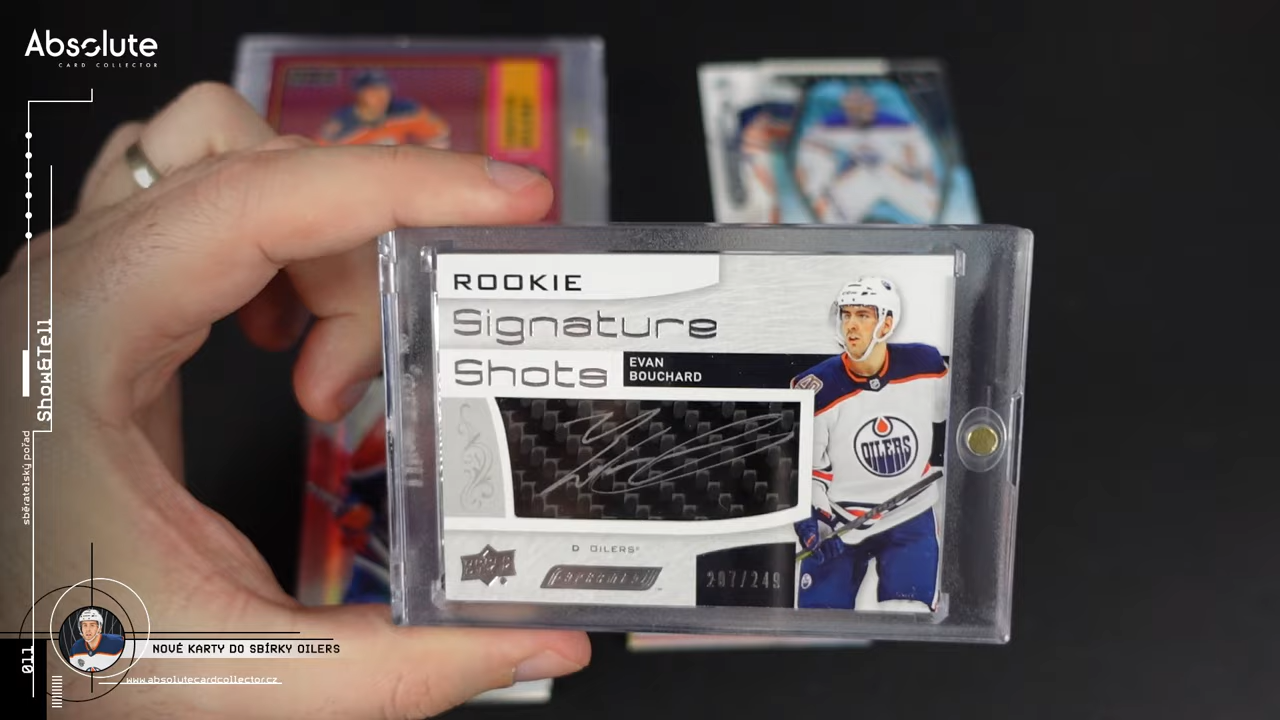 Absolute
CARD COLLECTOR
Show&Tell
sběratelský pořad
011
NOVÉ KARTY DO SBÍRKY OILERS
www.absolutecardcollector.cz
ROOKIE
Signature
Shots
EVAN
BOUCHARD
OILERS
D OILERS
207/249